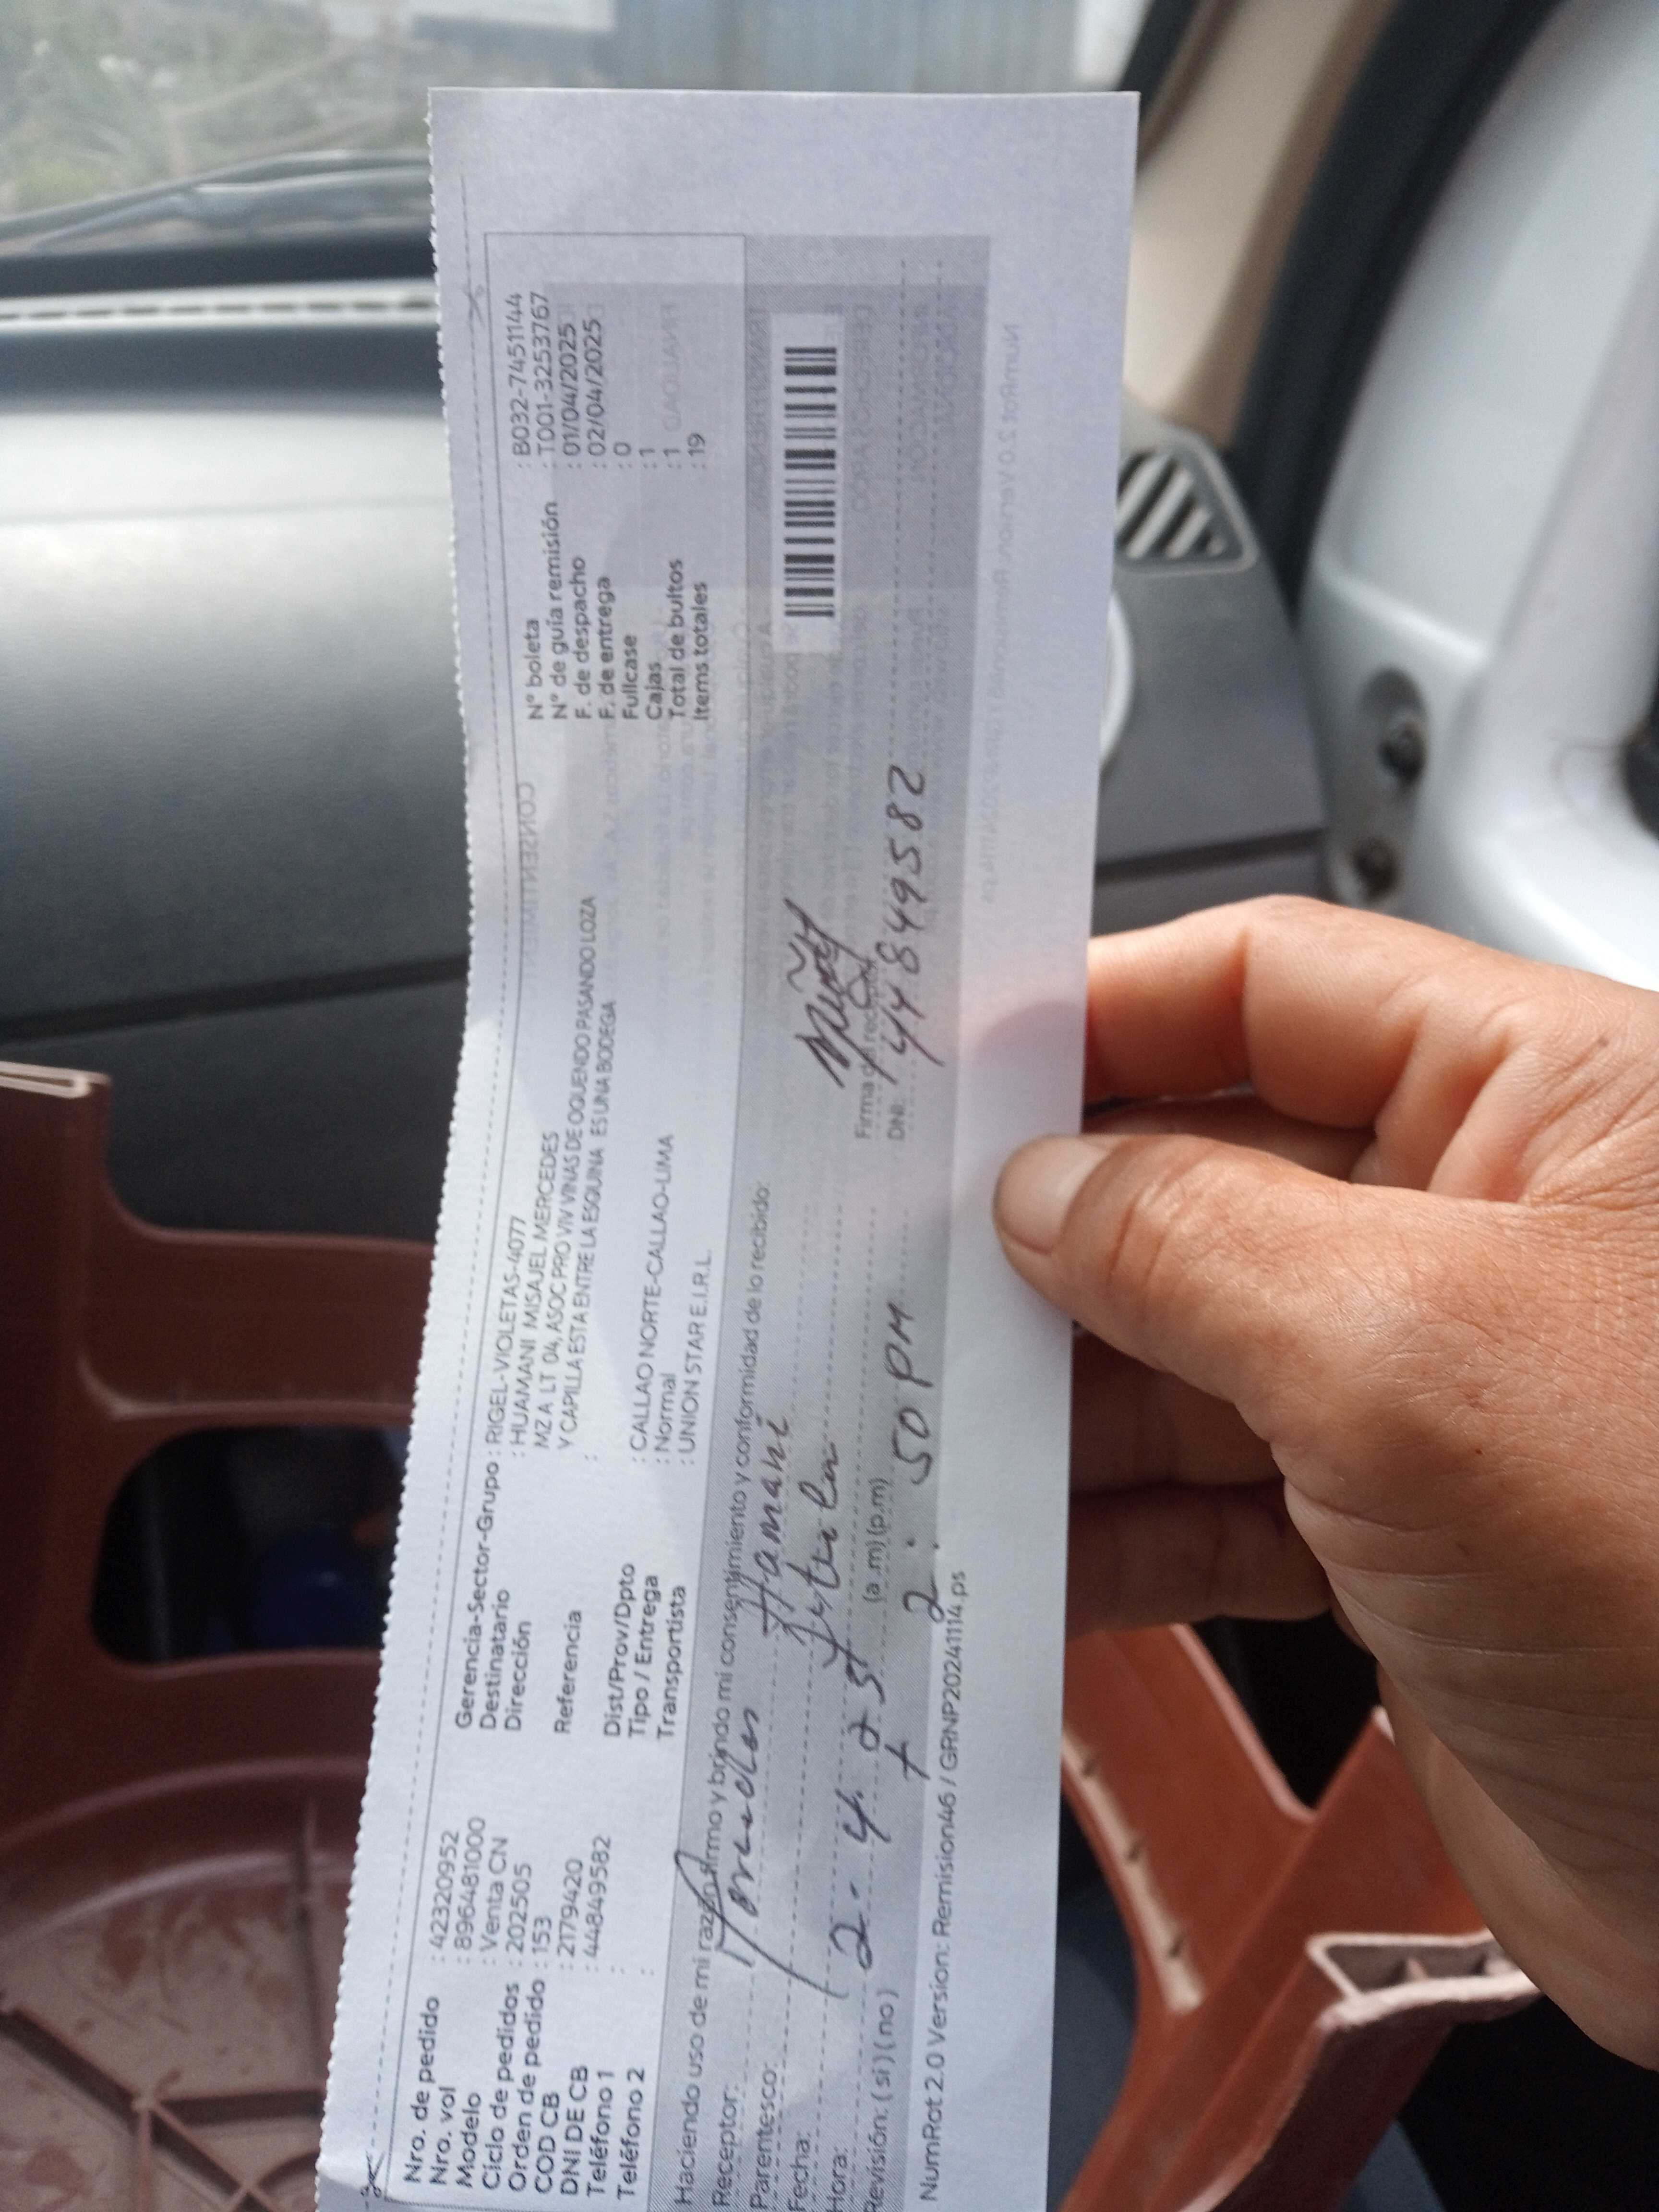 Nro. de pedido : 42320952
Nro. vol : 8964810000
Modelo : Venta CN
Ciclo de pedidos : 202505
Orden de pedido : 153
COD CB : 2179420
DNI DE CB : 44849582
Teléfono 1 :
Teléfono 2 :
Gerencia-Sector-Grupo : RIGEL-VIOLETAS-4077
Destinatario : HUAMANI MISAJEL MERCEDES
Dirección MZ A LT 04, ASOC PRO VIV VINAS DE OQUENDO PASANDO LOZA
Y CAPILLA ESTA ENTRE LA ESQUINA ES UNA BODEGA
Referencia :
Dist/Prov/Dpto : CALLAO NORTE-CALLAO-LIMA
Tipo / Entrega : Normal
Transportista : UNION STAR E.I.R.L.
N° boleta : B032-74511144
N° de guía remisión : T001-3253767
F. de despacho : 01/04/2025
F. de entrega : 02/04/2025
Fullcase : 0
Cajas : 1
Total de bultos : 1
Items totales : 19
Haciendo uso de mi razón firmo y brindo mi consentimiento y conformidad de lo recibido:
Receptor:
Parentesco:
Fecha: 2. 4. 25
Hora: (a.m) (p.m) 2: 50 PM
Revisión: (si) (no)
Firma del receptor
DNI: 44849582
NumRot 2.0 Version: Remision46 / GRNP20241114.ps